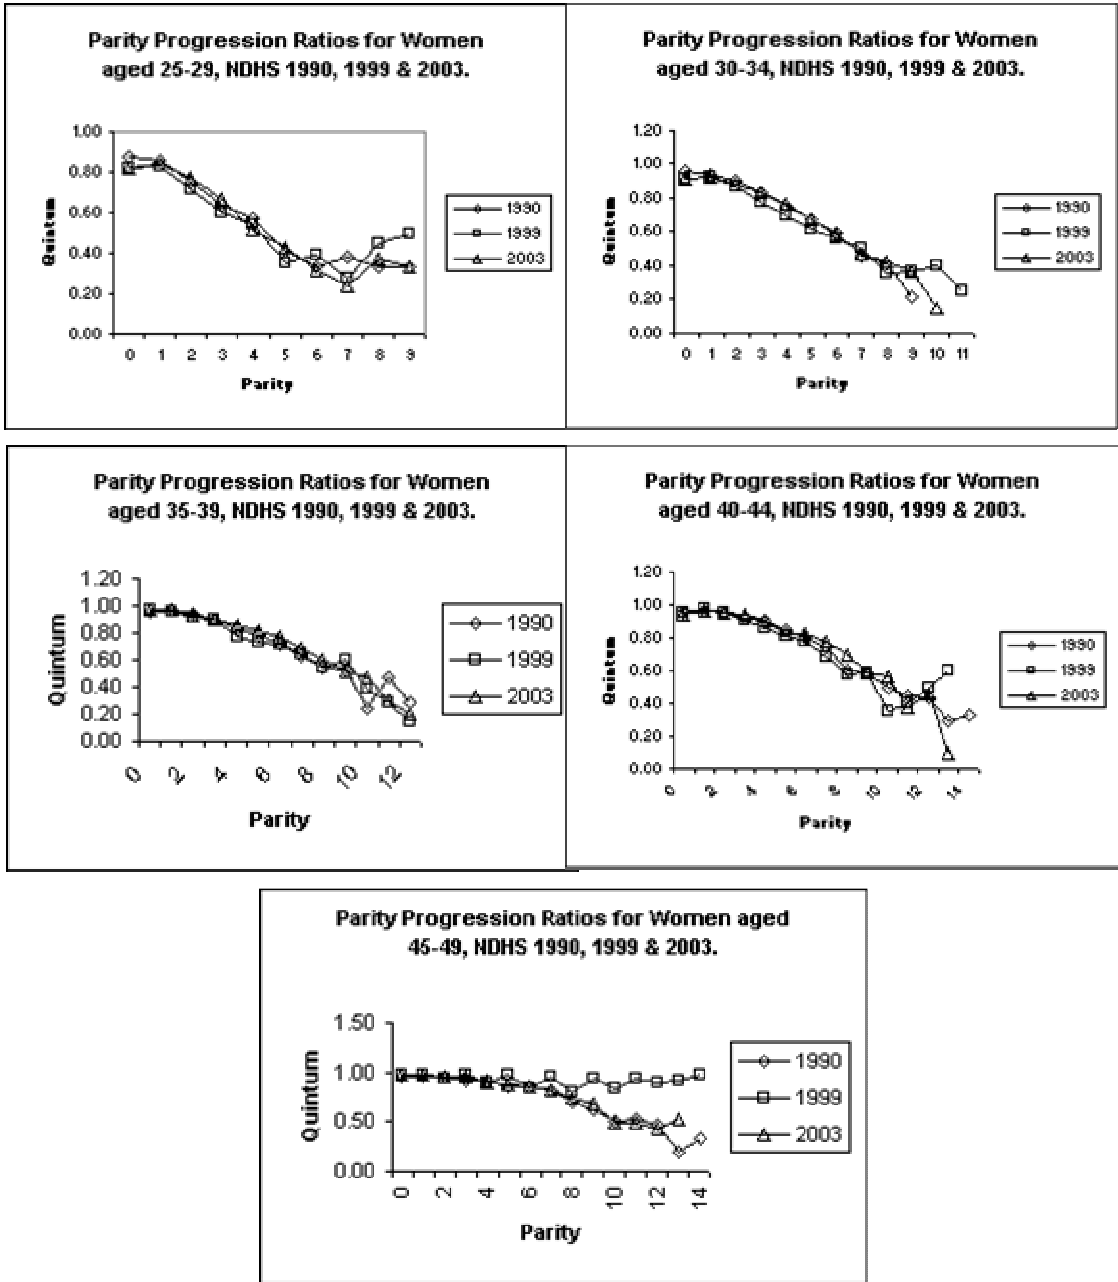 Parity Progression Ratios for Women
aged 25-29, NDHS 1990, 1999 & 2003.
1.00
0.80
0.60
0.40
0.20
0.00
Quintum
0 1 2 3 4 5 6 7 8 9
Parity
1990
1999
2003
Parity Progression Ratios for Women
aged 30-34, NDHS 1990, 1999 & 2003.
1.20
1.00
0.80
0.60
0.40
0.20
0.00
Quintum
0 1 2 3 4 5 6 7 8 9 10 11
Parity
1990
1999
2003
Parity Progression Ratios for Women
aged 35-39, NDHS 1990, 1999 & 2003.
1.20
1.00
0.80
0.60
0.40
0.20
0.00
Quintum
0 2 4 6 8 10 12
Parity
1990
1999
2003
Parity Progression Ratios for Women
aged 40-44, NDHS 1990, 1999 & 2003.
1.20
1.00
0.80
0.60
0.40
0.20
0.00
Quintum
0 2 4 6 8 10 12 14
Parity
1990
1999
2003
Parity Progression Ratios for Women aged
45-49, NDHS 1990, 1999 & 2003.
1.50
1.00
0.50
0.00
Quintum
0 2 4 6 8 10 12 14
Parity
1990
1999
2003